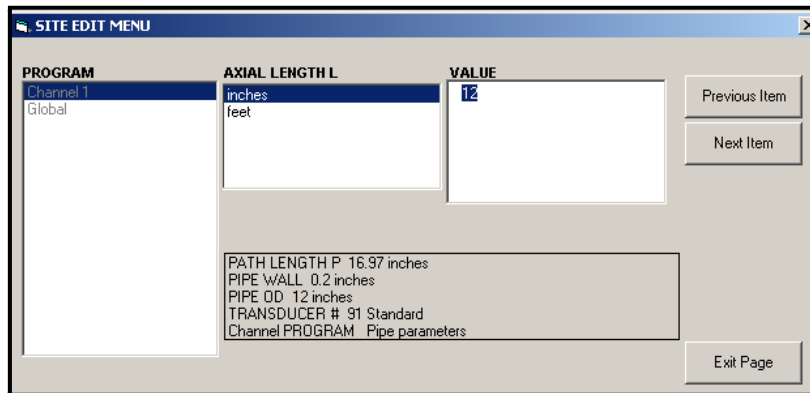 SITE EDIT MENU
PROGRAM
Channel 1
Global
AXIAL LENGTH L
inches
feet
VALUE
12
Previous Item
Next Item
PATH LENGTH P 16.97 inches
PIPE WALL 0.2 inches
PIPE OD 12 inches
TRANSDUCER # 91 Standard
Channel PROGRAM Pipe parameters
Exit Page